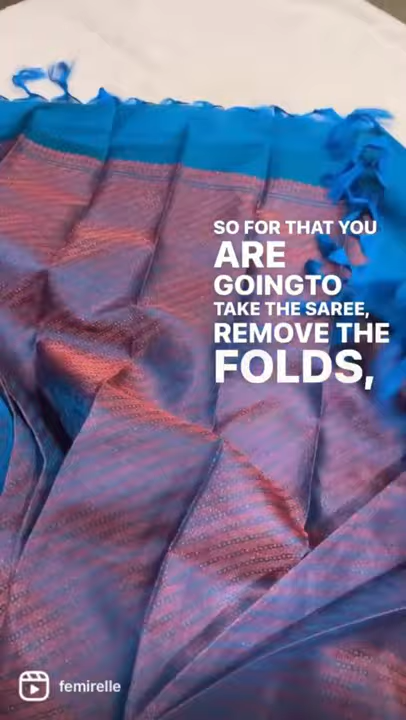 SO FOR THAT YOU
ARE
GOINGTO
TAKE THE SAREE,
REMOVE THE
FOLDS,
femirelle